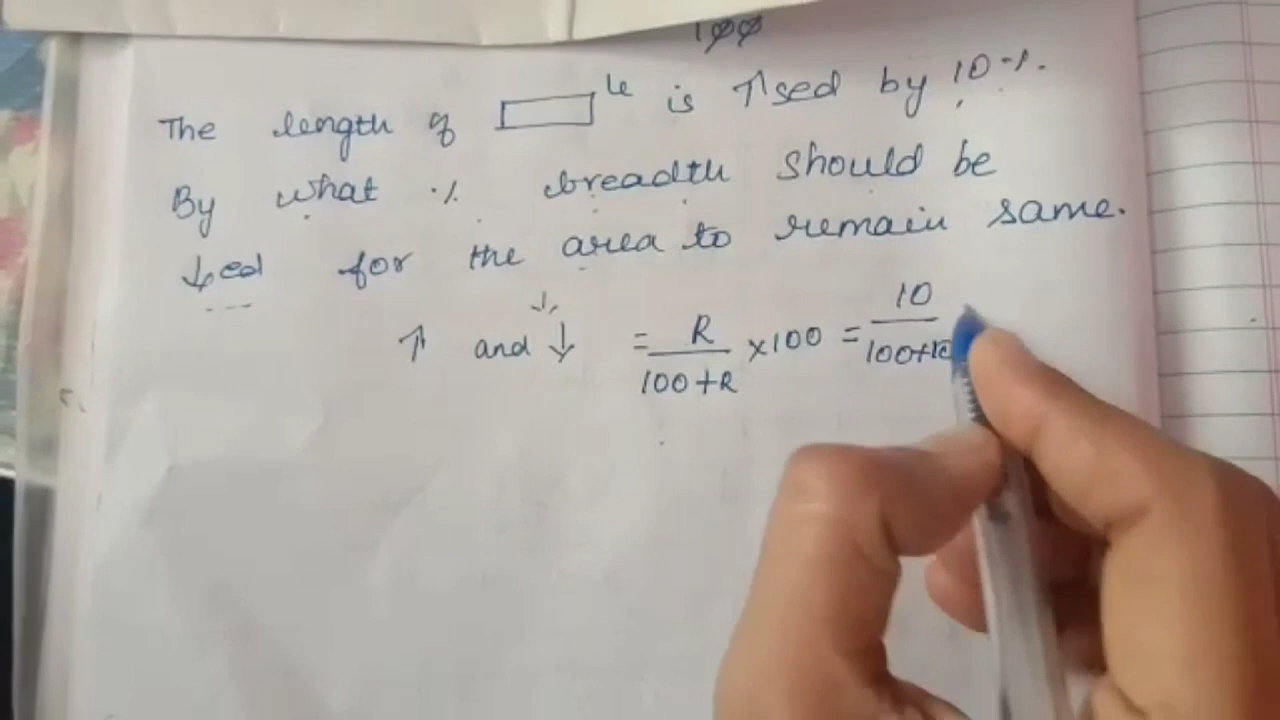 100
The length of ▭le is ↑sed by 10%.
By what % breadth should be
↓ed for the area to remain same.
↑ and ↓ = R/100+R ×100 = 10/100+10